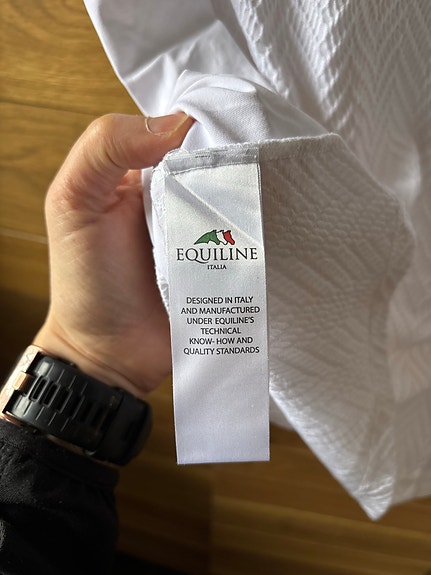 EQUILINE
ITALIA
DESIGNED IN ITALY
AND MANUFACTURED
UNDER EQUILINE'S
TECHNICAL
KNOW- HOW AND
QUALITY STANDARDS